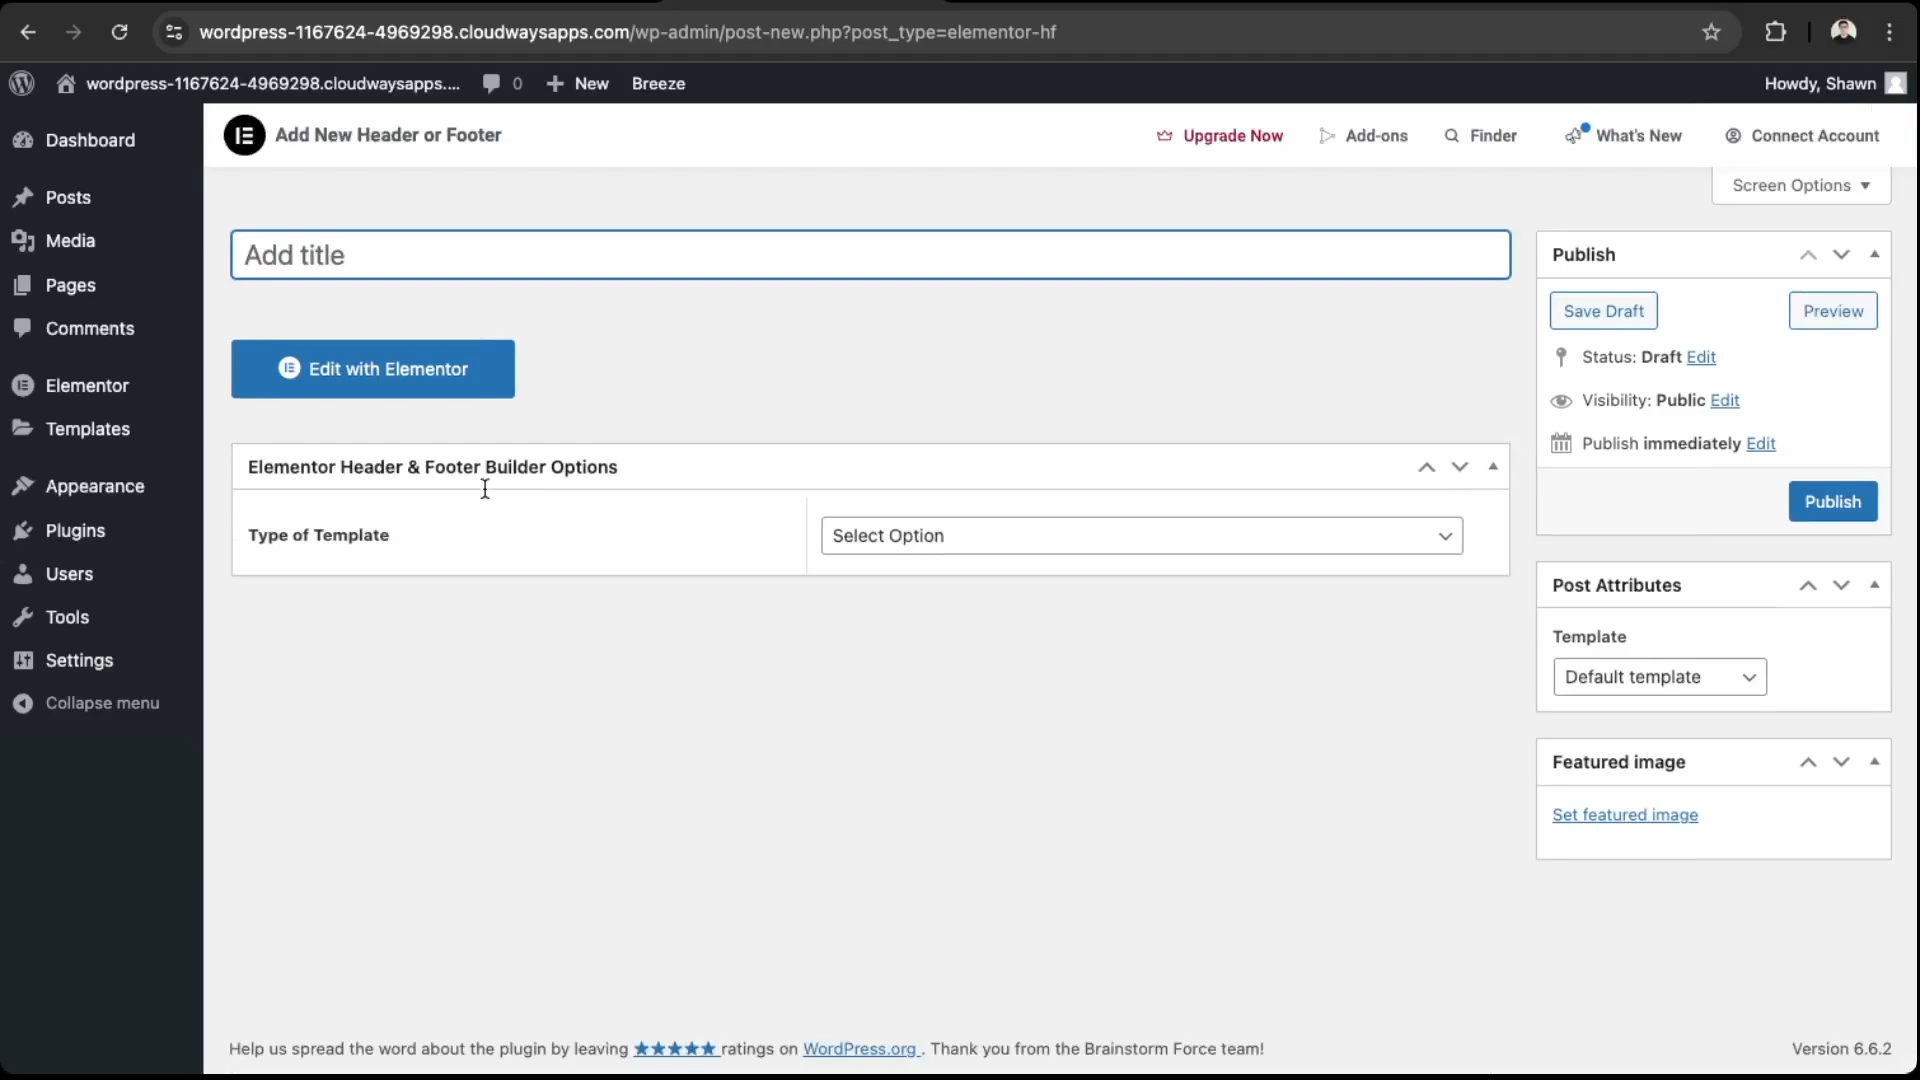 wordpress-1167624-4969298.cloudwaysapps.com/wp-admin/post-new.php?post_type=elementor-hf
wordpress-1167624-4969298.cloudwaysapps.... 0 New Breeze Howdy, Shawn
Add New Header or Footer Upgrade Now Add-ons Finder What's New Connect Account
Screen Options
Dashboard
Posts
Media
Pages
Comments
Elementor
Templates
Appearance
Plugins
Users
Tools
Settings
Collapse menu
Add title
Edit with Elementor
Elementor Header & Footer Builder Options
Type of Template Select Option
Publish
Save Draft Preview
Status: Draft Edit
Visibility: Public Edit
Publish immediately Edit
Publish
Post Attributes
Template
Default template
Featured image
Set featured image
Help us spread the word about the plugin by leaving ★★★★★ ratings on WordPress.org . Thank you from the Brainstorm Force team! Version 6.6.2